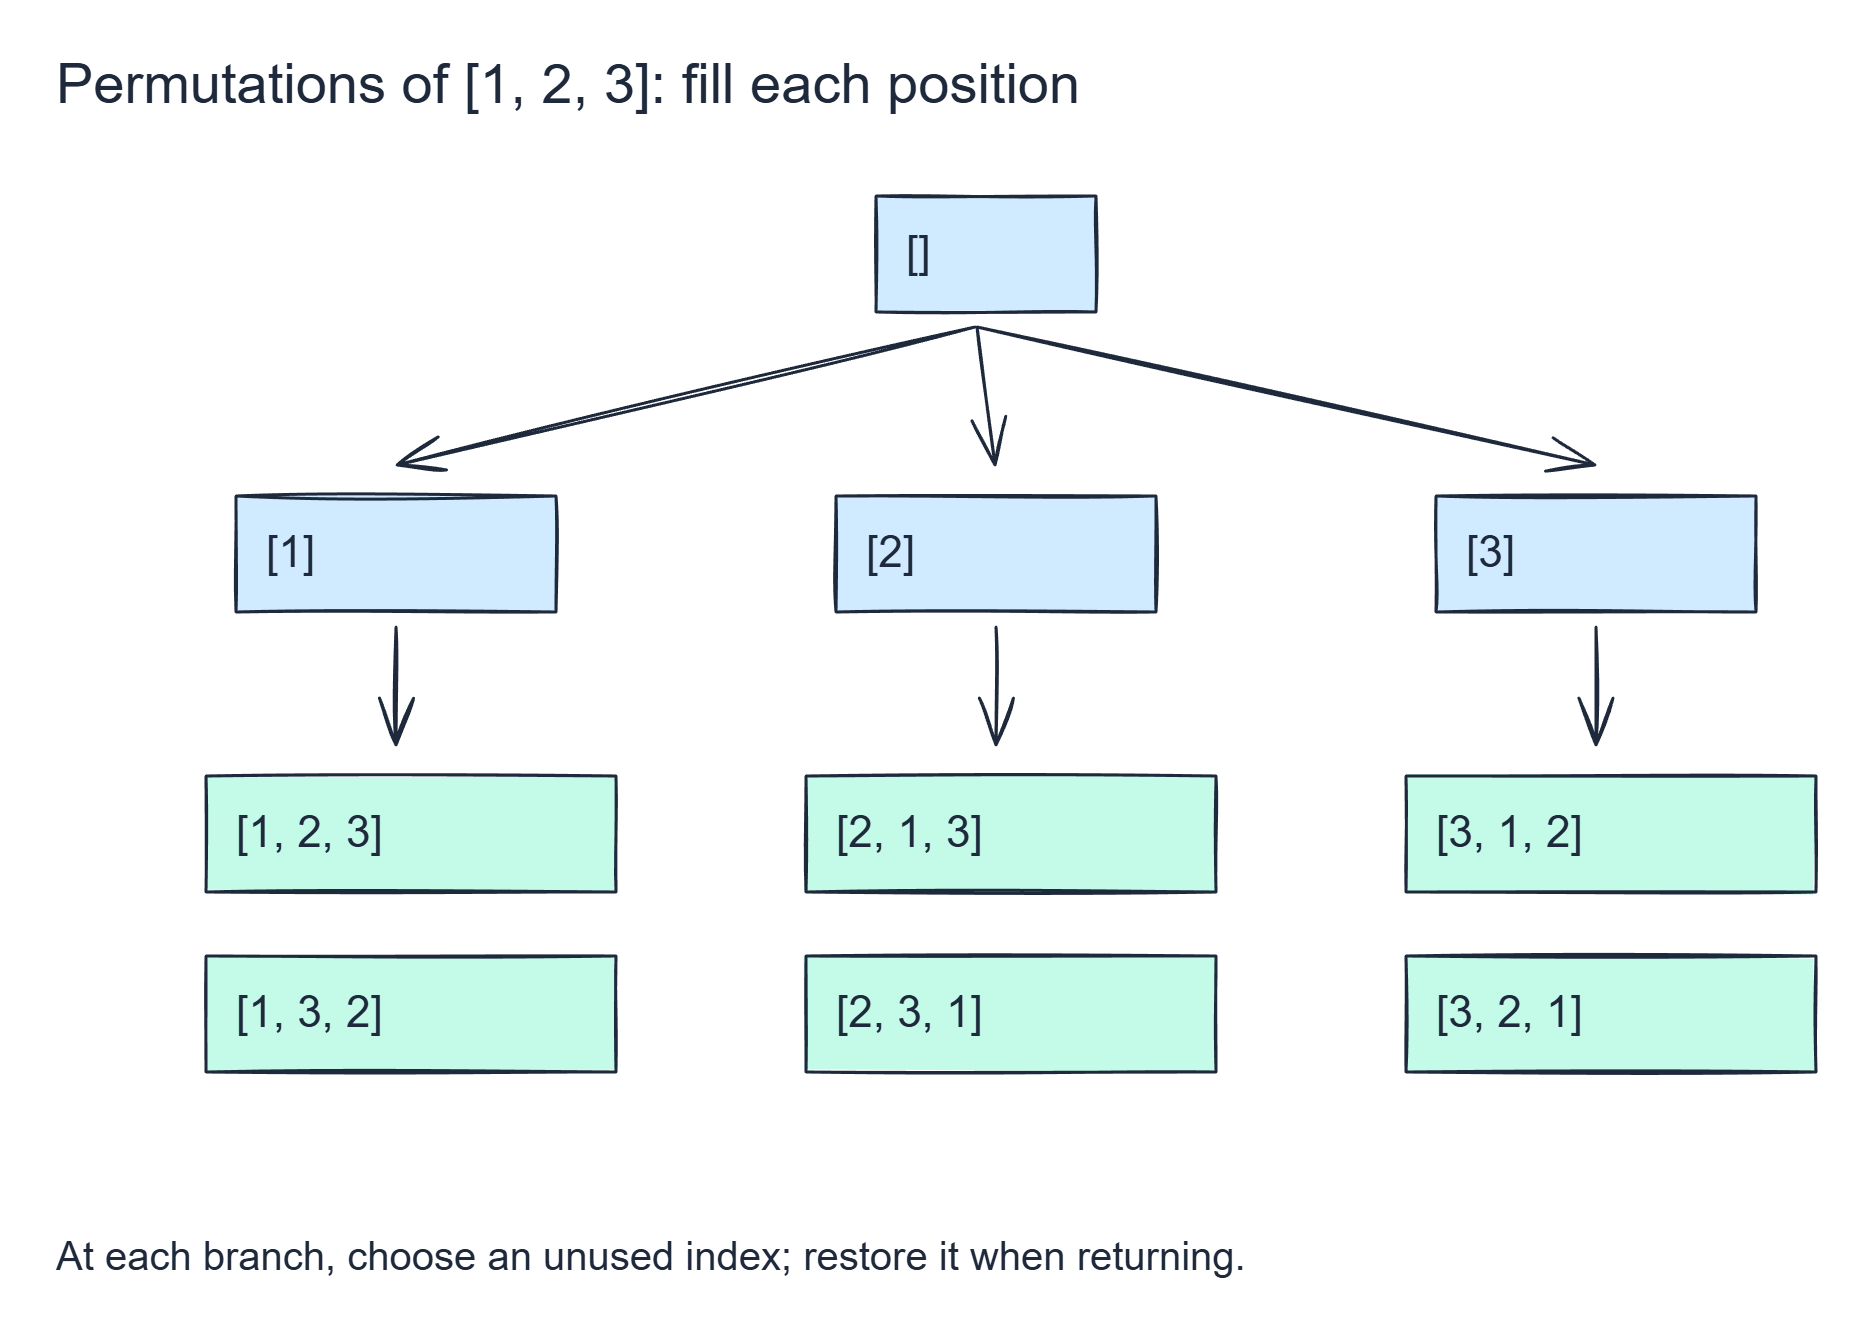 Permutations of [1, 2, 3]: fill each position
[]
[1]
[2]
[3]
[1, 2, 3]
[2, 1, 3]
[3, 1, 2]
[1, 3, 2]
[2, 3, 1]
[3, 2, 1]
At each branch, choose an unused index; restore it when returning.